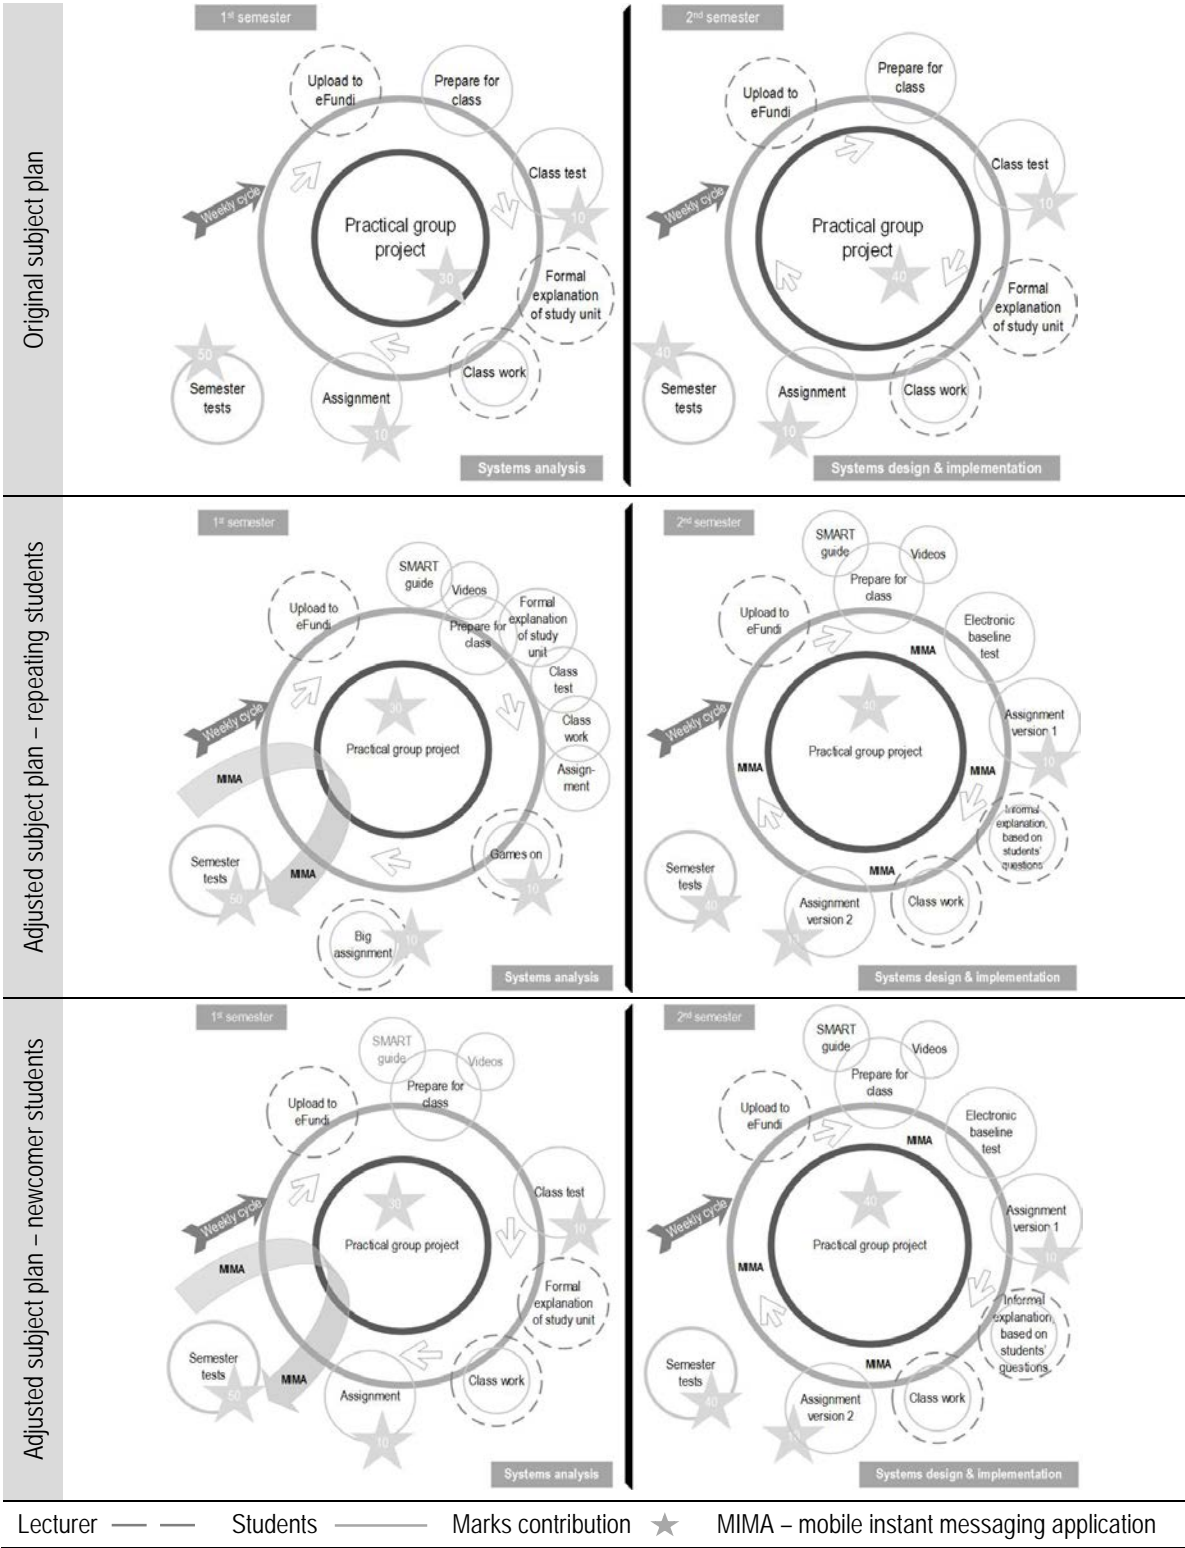 Original subject plan
1st semester
Upload to
eFundi
Prepare for
class
Class test
10
Weekly cycle
Practical group
project
30
Formal
explanation
of study unit
Class work
Assignment
10
50
Semester
tests
Systems analysis
2nd semester
Upload to
eFundi
Prepare for
class
Class test
10
Weekly cycle
Practical group
project
40
Formal
explanation
of study unit
Class work
Assignment
10
40
Semester
tests
Systems design & implementation
Adjusted subject plan – repeating students
1st semester
SMART
guide
Videos
Upload to
eFundi
Prepare for
class
Formal
explanation
of study
unit
Class
test
Class
work
Assign-
ment
Weekly cycle
30
Practical group project
MIMA
MIMA
Games on
10
Semester
tests
50
Big
assignment
10
Systems analysis
2nd semester
SMART
guide
Videos
Prepare for
class
Upload to
eFundi
Electronic
baseline
test
MIMA
Assignment
version 1
10
Weekly cycle
40
Practical group project
MIMA
MIMA
Informal
explanation,
based on
students'
questions
MIMA
Class work
Assignment
version 2
10
Semester
tests
40
Systems design & implementation
Adjusted subject plan – newcomer students
1st semester
SMART
guide
Videos
Prepare for
class
Upload to
eFundi
Class test
10
Weekly cycle
30
Practical group project
MIMA
MIMA
Formal
explanation
of study unit
Class work
Assignment
10
Semester
tests
50
Systems analysis
2nd semester
SMART
guide
Videos
Prepare for
class
Upload to
eFundi
Electronic
baseline
test
MIMA
Assignment
version 1
10
Weekly cycle
40
Practical group project
MIMA
Informal
explanation,
based on
students'
questions
MIMA
Class work
Assignment
version 2
10
Semester
tests
40
Systems design & implementation
Lecturer Students Marks contribution MIMA – mobile instant messaging application